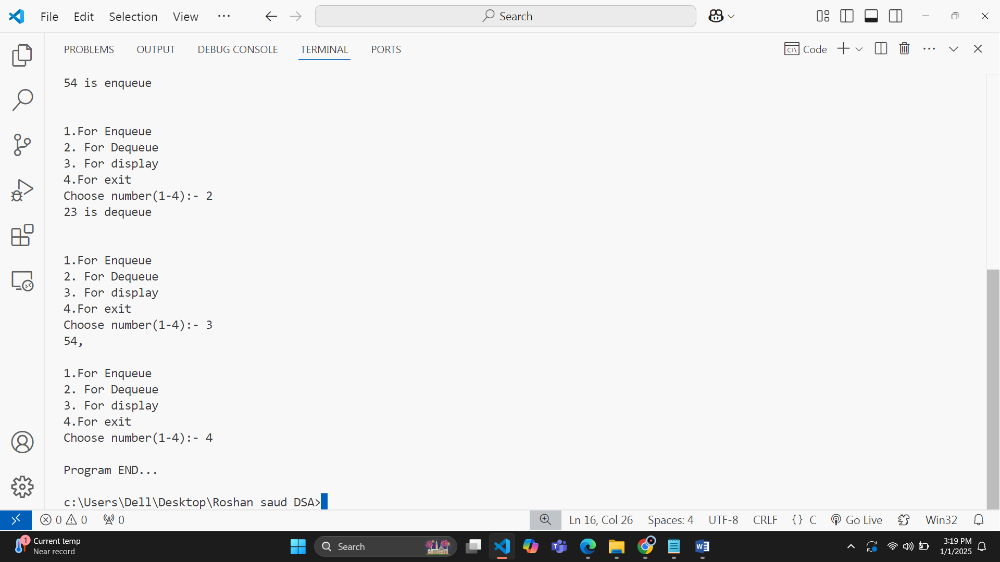 File Edit Selection View ...
Search
PROBLEMS OUTPUT DEBUG CONSOLE TERMINAL PORTS
Code
54 is enqueue
1.For Enqueue
2. For Dequeue
3. For display
4.For exit
Choose number(1-4):- 2
23 is dequeue
1.For Enqueue
2. For Dequeue
3. For display
4.For exit
Choose number(1-4):- 3
54,
1.For Enqueue
2. For Dequeue
3. For display
4.For exit
Choose number(1-4):- 4
Program END...
c:\Users\Dell\Desktop\Roshan saud DSA>
0 0 0 Ln 16, Col 26 Spaces: 4 UTF-8 CRLF {} C Go Live Win32
1 Current temp
Near record
Search
3:19 PM
1/1/2025